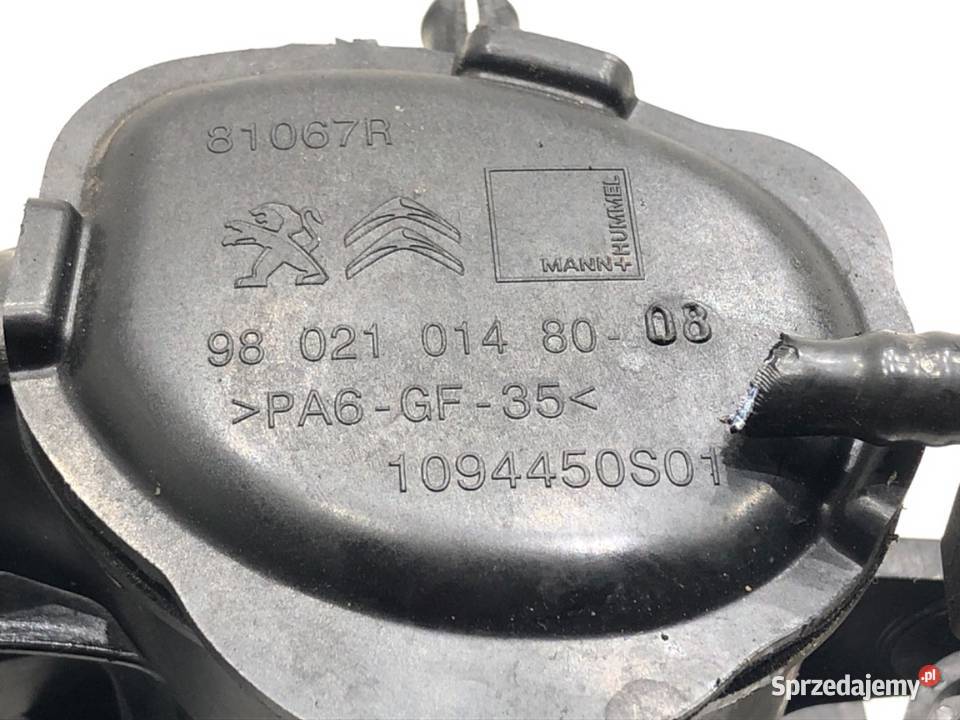 81067R
MANN+HUMMEL
98 021 014 80-08
>PA6-GF-35<
1094450S01
Sprzedajemy.pl